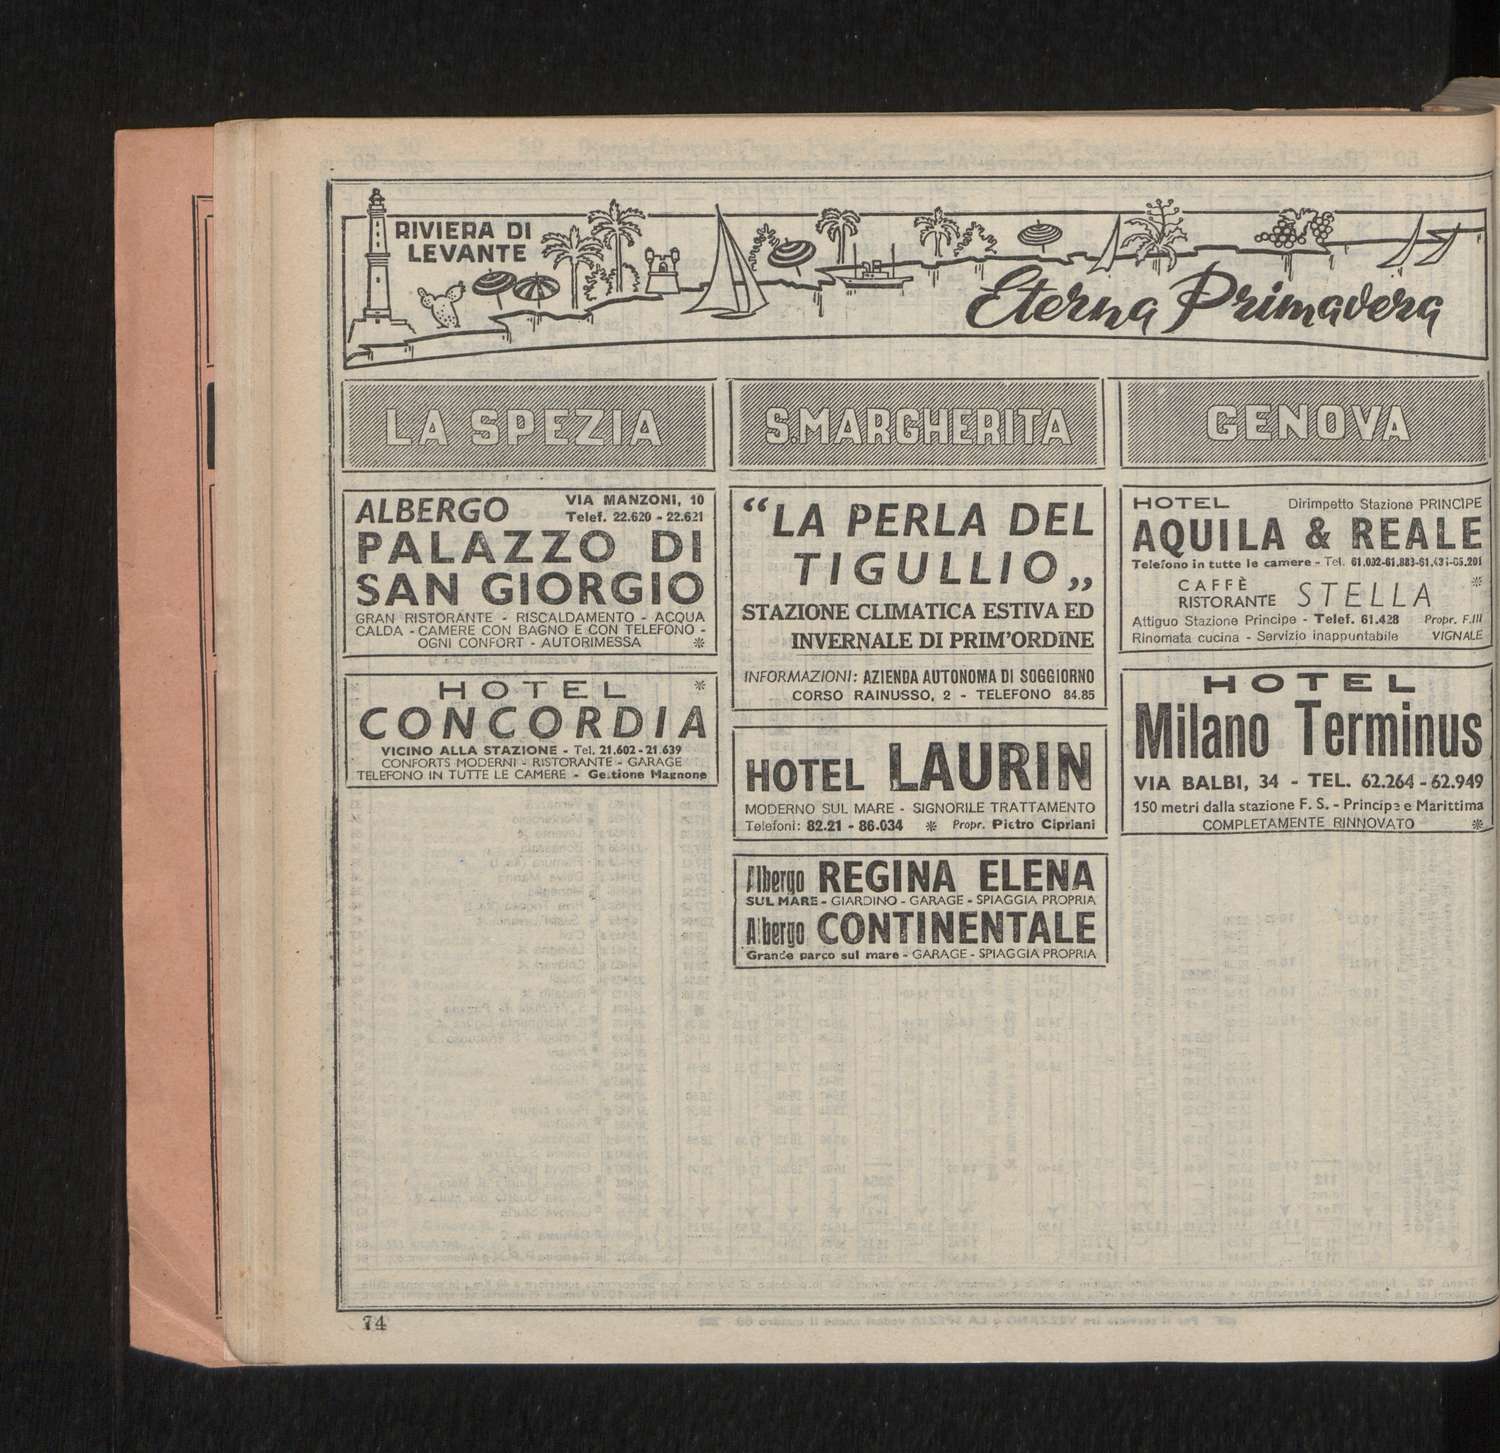 RIVIERA DI
LEVANTE
Eterna Primavera
LA SPEZIA
ALBERGO
VIA MANZONI, 10
Telef. 22.620 - 22.621
PALAZZO DI
SAN GIORGIO
GRAN RISTORANTE - RISCALDAMENTO - ACQUA
CALDA - CAMERE CON BAGNO E CON TELEFONO -
OGNI CONFORT - AUTORIMESSA ※
HOTEL ※
CONCORDIA
VICINO ALLA STAZIONE - Tel. 21.602 - 21.639
CONFORTS MODERNI - RISTORANTE - GARAGE
TELEFONO IN TUTTE LE CAMERE - Gestione Magnone
S. MARGHERITA
“LA PERLA DEL
TIGULLIO„
STAZIONE CLIMATICA ESTIVA ED
INVERNALE DI PRIM'ORDINE
INFORMAZIONI: AZIENDA AUTONOMA DI SOGGIORNO
CORSO RAINUSSO, 2 - TELEFONO 84.85
HOTEL LAURIN
MODERNO SUL MARE - SIGNORILE TRATTAMENTO
Telefoni: 82.21 - 86.034 ※ Propr. Pietro Cipriani
Albergo REGINA ELENA
SUL MARE - GIARDINO - GARAGE - SPIAGGIA PROPRIA
Albergo CONTINENTALE
Grande parco sul mare - GARAGE - SPIAGGIA PROPRIA
GENOVA
HOTEL Dirimpetto Stazione PRINCIPE
AQUILA & REALE
Telefono in tutte le camere - Tel. 61.032-61.883-61.431-65.201
CAFFÈ
RISTORANTE STELLA ※
Attiguo Stazione Principe - Telef. 61.428 Propr. F.lli
Rinomata cucina - Servizio inappuntabile VIGNALE
HOTEL
Milano Terminus
VIA BALBI, 34 - TEL. 62.264 - 62.949
150 metri dalla stazione F. S. - Principe e Marittima
COMPLETAMENTE RINNOVATO ※
74